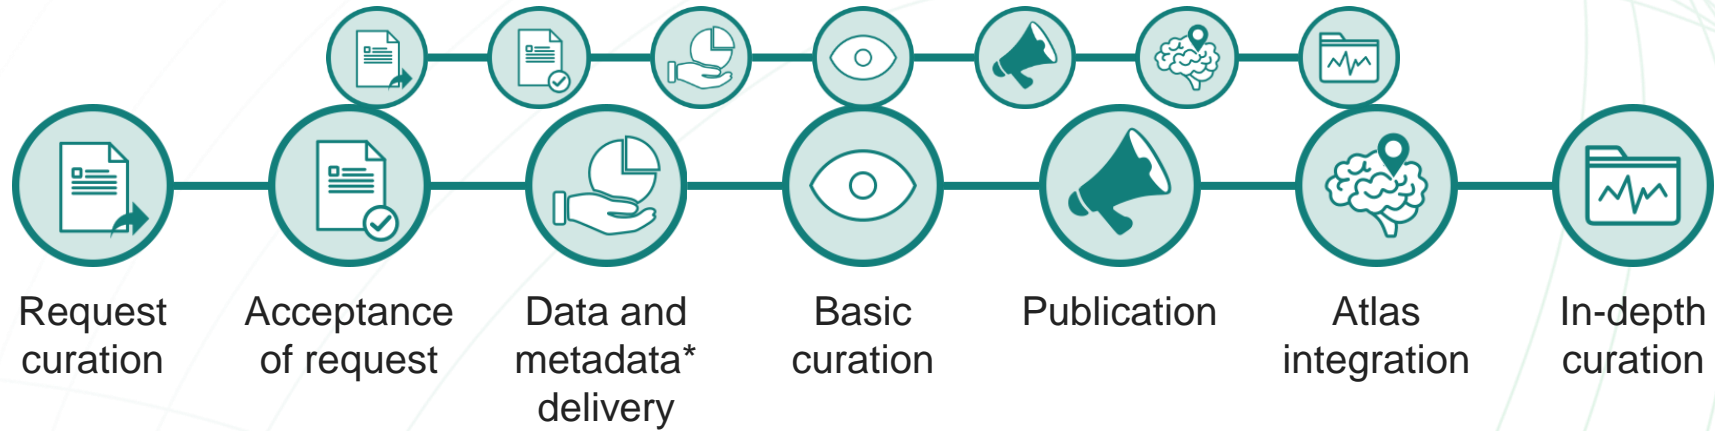 Request
curation
Acceptance
of request
Data and
metadata*
delivery
Basic
curation
Publication
Atlas
integration
In-depth
curation